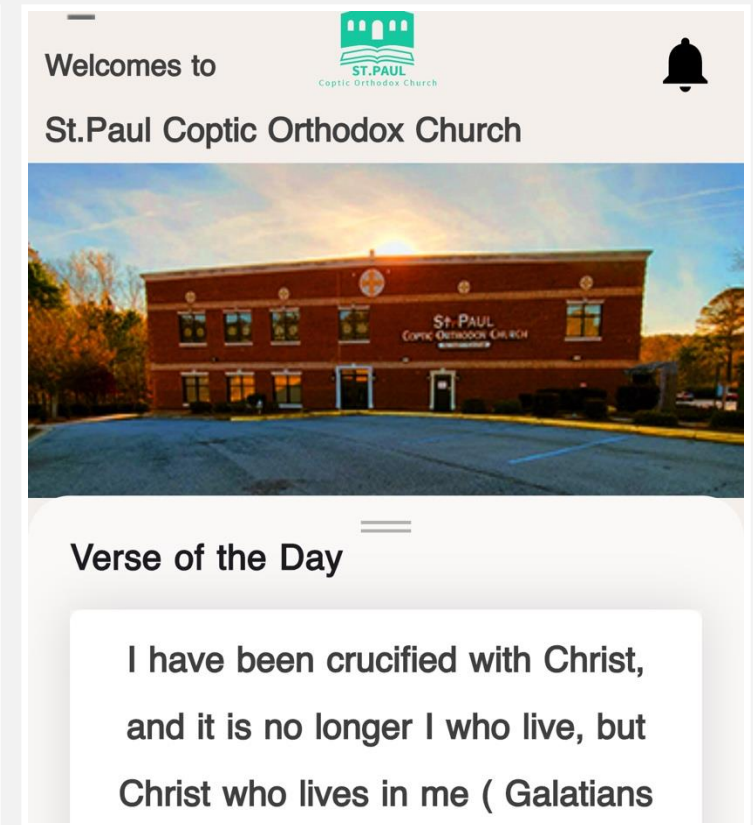 ST.PAUL
Coptic Orthodox Church
Welcomes to
St.Paul Coptic Orthodox Church
ST. PAUL
COPTIC ORTHODOX CHURCH
Verse of the Day
I have been crucified with Christ,
and it is no longer I who live, but
Christ who lives in me ( Galatians